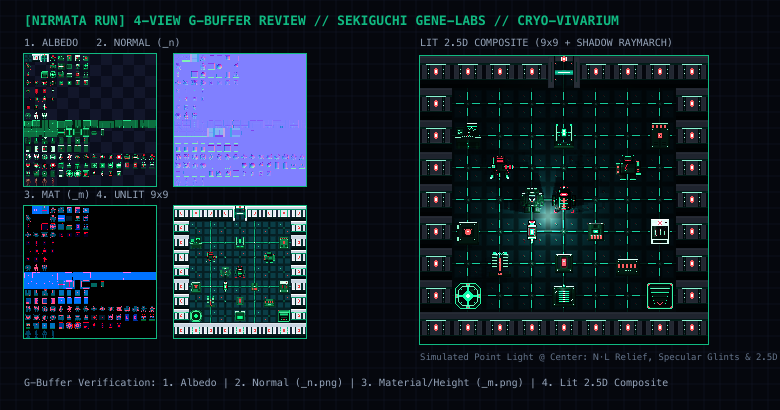 [NIRMATA RUN] 4-VIEW G-BUFFER REVIEW // SEKIGUCHI GENE-LABS // CRYO-VIVARIUM
1. ALBEDO 2. NORMAL (_n)
LIT 2.5D COMPOSITE (9x9 + SHADOW RAYMARCH)
3. MAT (_m) 4. UNLIT 9x9
Simulated Point Light @ Center: N·L Relief, Specular Glints & 2.5D
G-Buffer Verification: 1. Albedo | 2. Normal (_n.png) | 3. Material/Height (_m.png) | 4. Lit 2.5D Composite